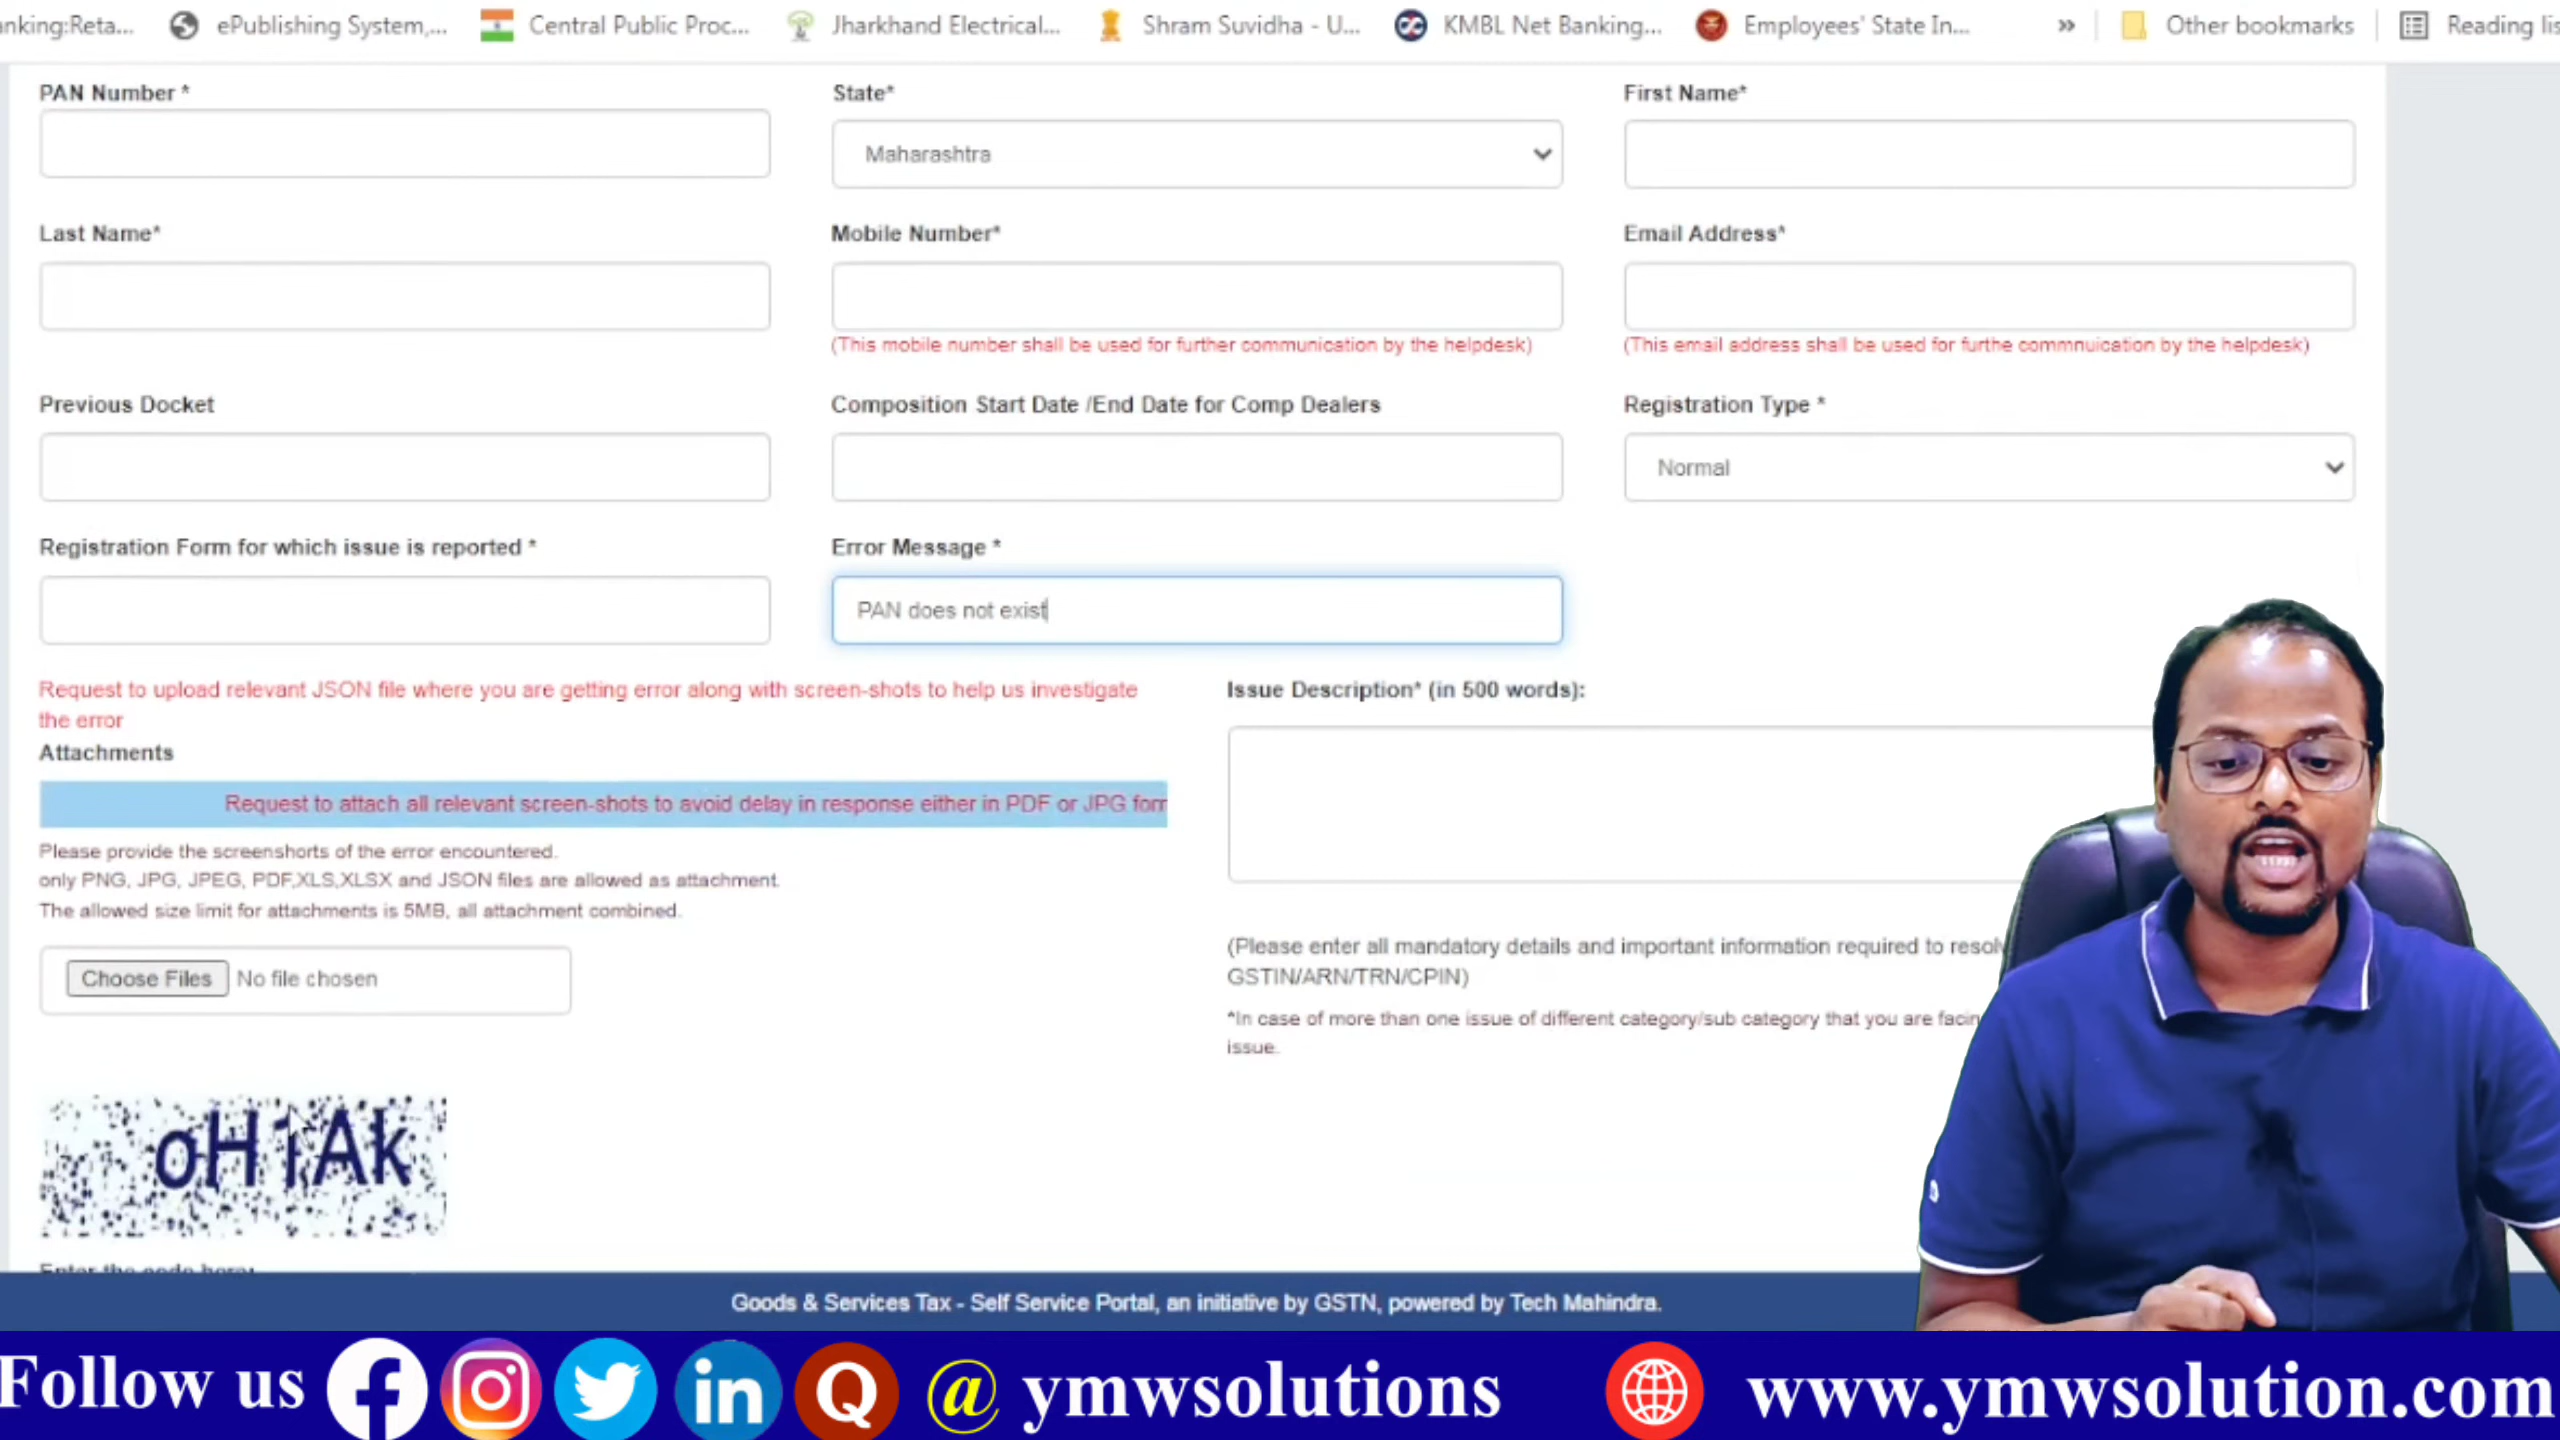 anking:Reta... ePublishing System,... Central Public Proc... Jharkhand Electrical... Shram Suvidha - U... KMBL Net Banking... Employees' State In... » Other bookmarks Reading lis
PAN Number * State* First Name*
Maharashtra
Last Name* Mobile Number* Email Address*
(This mobile number shall be used for further communication by the helpdesk) (This email address shall be used for furthe commnuication by the helpdesk)
Previous Docket Composition Start Date /End Date for Comp Dealers Registration Type *
Normal
Registration Form for which issue is reported * Error Message *
PAN does not exist
Request to upload relevant JSON file where you are getting error along with screen-shots to help us investigate
the error
Attachments
Request to attach all relevant screen-shots to avoid delay in response either in PDF or JPG form
Please provide the screenshorts of the error encountered.
only PNG, JPG, JPEG, PDF,XLS,XLSX and JSON files are allowed as attachment.
The allowed size limit for attachments is 5MB, all attachment combined.
Choose Files No file chosen
Issue Description* (in 500 words):
(Please enter all mandatory details and important information required to resolv
GSTIN/ARN/TRN/CPIN)
*In case of more than one issue of different category/sub category that you are facin
issue.
oH1Ak
Enter the code here:
Goods & Services Tax - Self Service Portal, an initiative by GSTN, powered by Tech Mahindra.
Follow us @ ymwsolutions www.ymwsolution.com